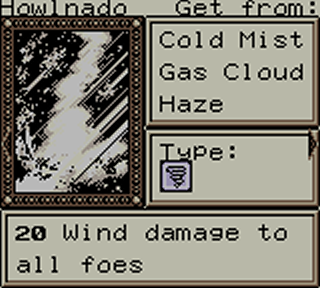 Howlnado Get from:
Cold Mist
Gas Cloud
Haze
Type:
20 Wind damage to
all foes